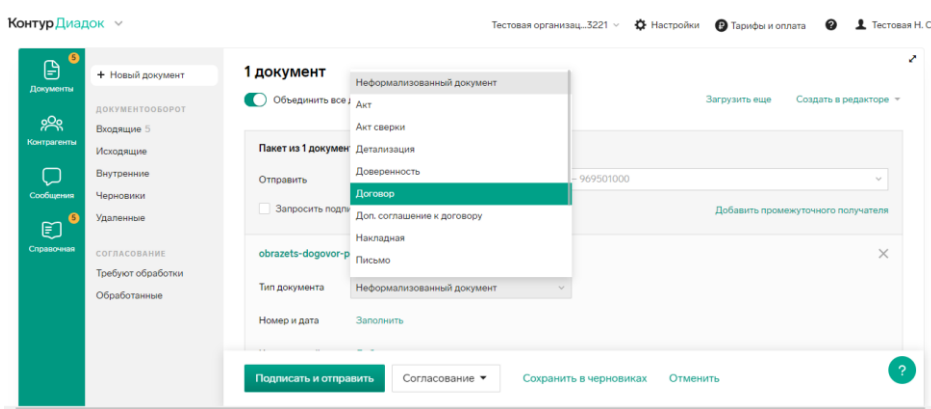 Контур Диадок
Тестовая организац...3221
Настройки
Тарифы и оплата
?
Тестовая Н. С
5
Документы
Контрагенты
Сообщения
5
Справочная
+ Новый документ
ДОКУМЕНТООБОРОТ
Входящие 5
Исходящие
Внутренние
Черновики
Удаленные
СОГЛАСОВАНИЕ
Требуют обработки
Обработанные
1 документ
Объединить все
Загрузить еще
Создать в редакторе
Пакет из 1 докумен
Отправить
– 969501000
Запросить подп
Добавить промежуточного получателя
Неформализованный документ
Акт
Акт сверки
Детализация
Доверенность
Договор
Доп. соглашение к договору
Накладная
Письмо
obrazets-dogovor-p
Тип документа
Неформализованный документ
Номер и дата
Заполнить
Подписать и отправить
Согласование
Сохранить в черновиках
Отменить
?